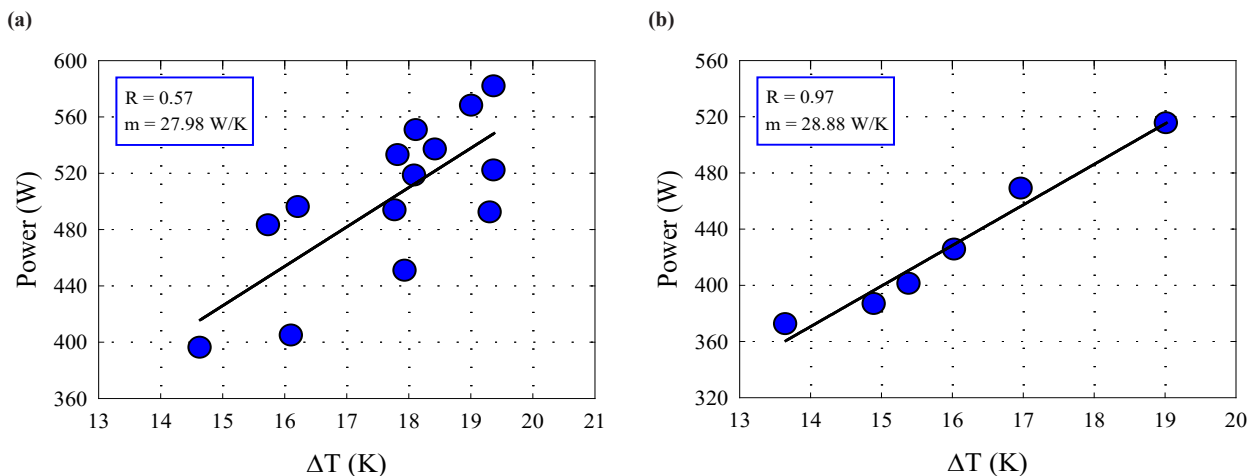 (a)
R = 0.57
m = 27.98 W/K
Power (W)
600
560
520
480
440
400
360
13 14 15 16 17 18 19 20 21
ΔT (K)
(b)
R = 0.97
m = 28.88 W/K
Power (W)
560
520
480
440
400
360
320
13 14 15 16 17 18 19 20
ΔT (K)